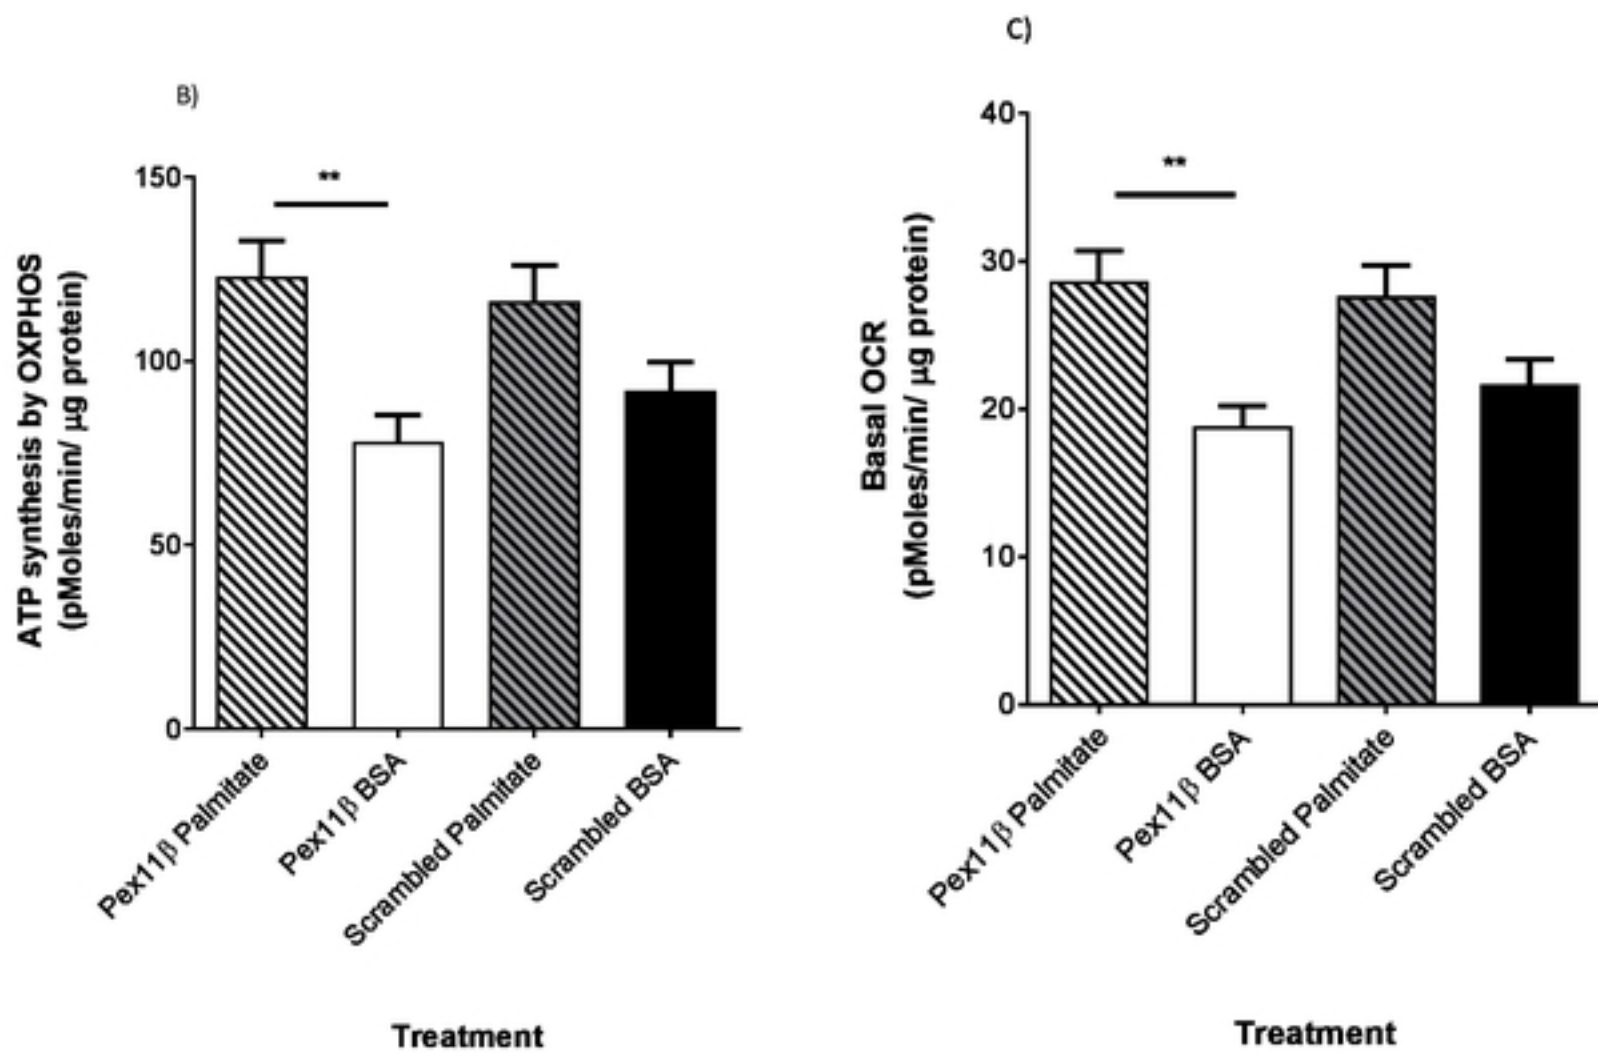 B)
ATP synthesis by OXPHOS
(pMoles/min/ µg protein)
150
100
50
0
**
Pex11β Palmitate
Pex11β BSA
Scrambled Palmitate
Scrambled BSA
Treatment
C)
Basal OCR
(pMoles/min/ µg protein)
40
30
20
10
0
**
Pex11β Palmitate
Pex11β BSA
Scrambled Palmitate
Scrambled BSA
Treatment